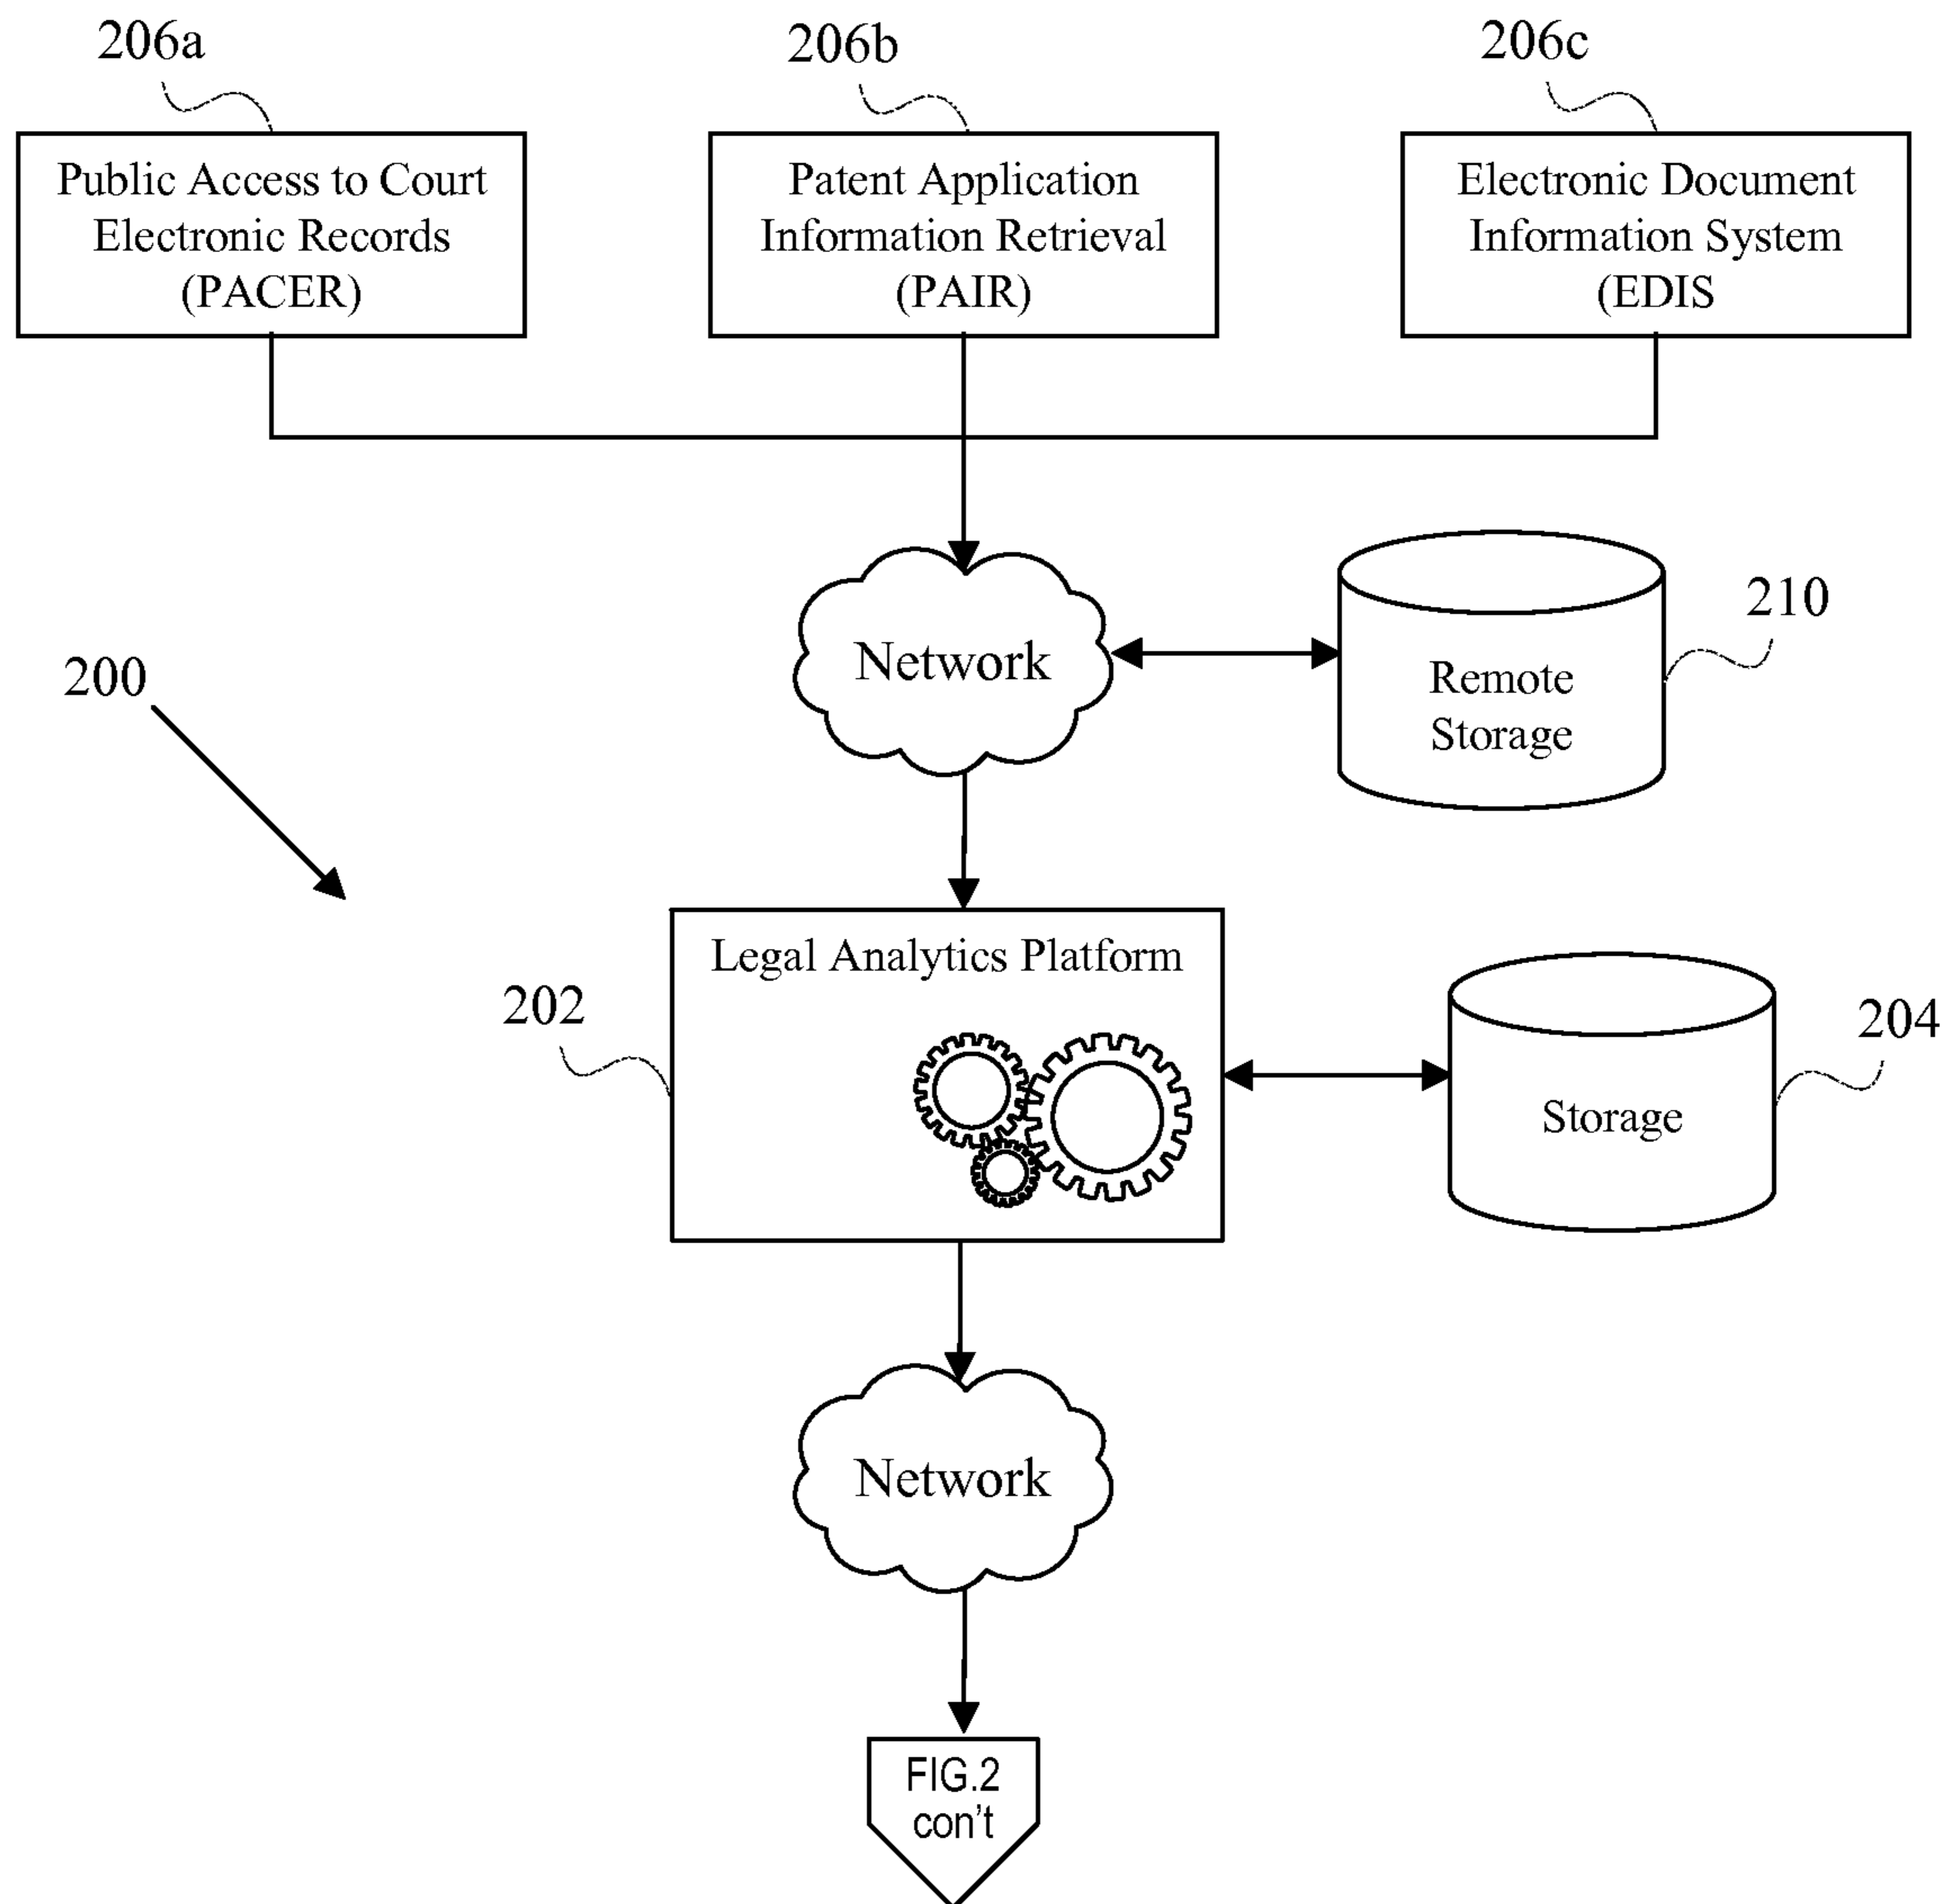 206a
206b
206c
Public Access to Court
Electronic Records
(PACER)
Patent Application
Information Retrieval
(PAIR)
Electronic Document
Information System
(EDIS
Network
Remote
Storage
210
200
Legal Analytics Platform
202
Storage
204
Network
FIG.2
con't